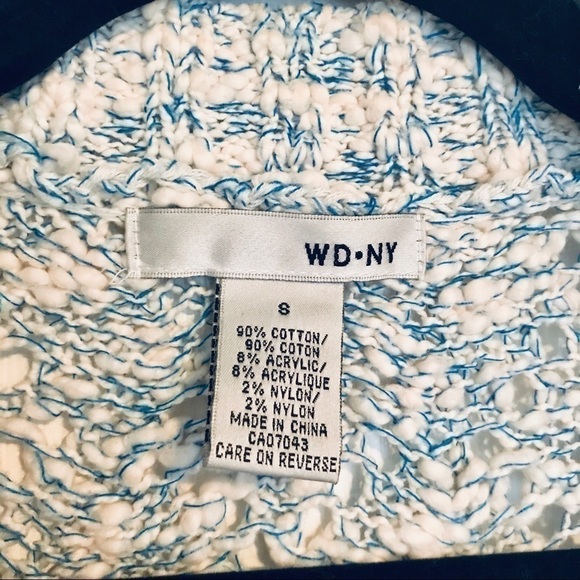 WD•NY
S
90% COTTON/
90% COTON
8% ACRYLIC/
8% ACRYLIQUE
2% NYLON/
2% NYLON
MADE IN CHINA
CA07043
CARE ON REVERSE